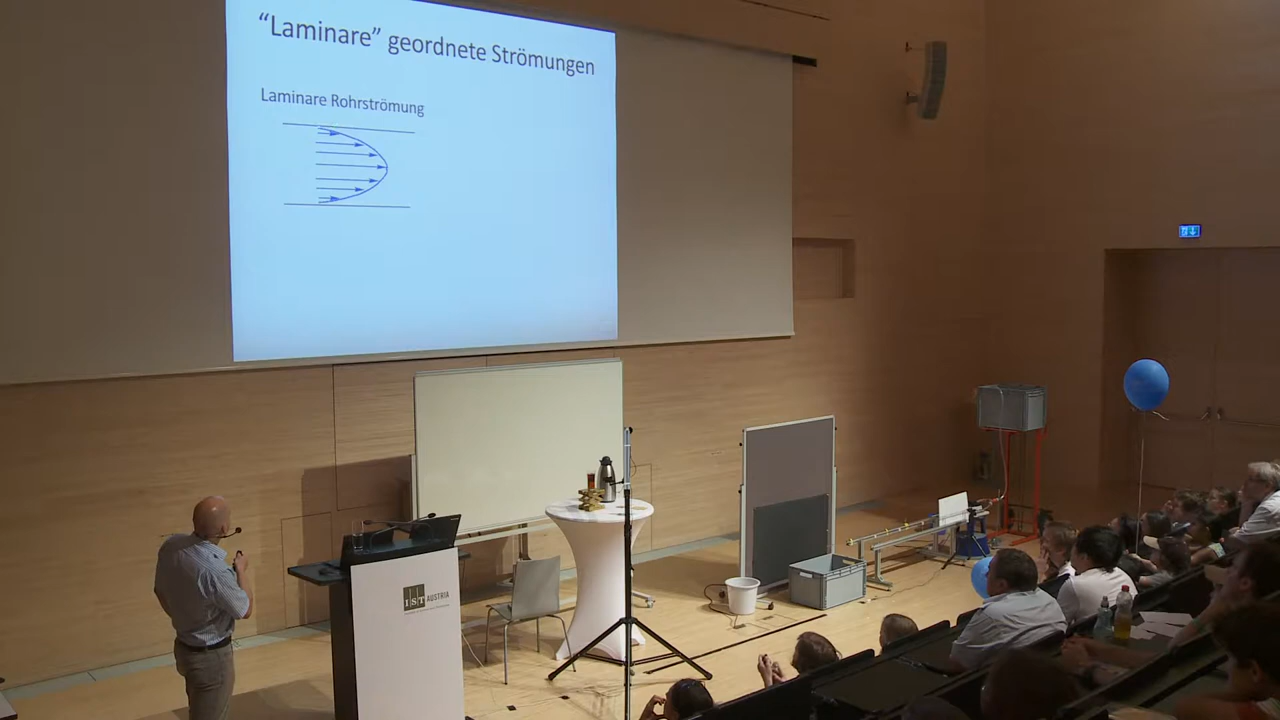 “Laminare” geordnete Strömungen
Laminare Rohrströmung
IST AUSTRIA